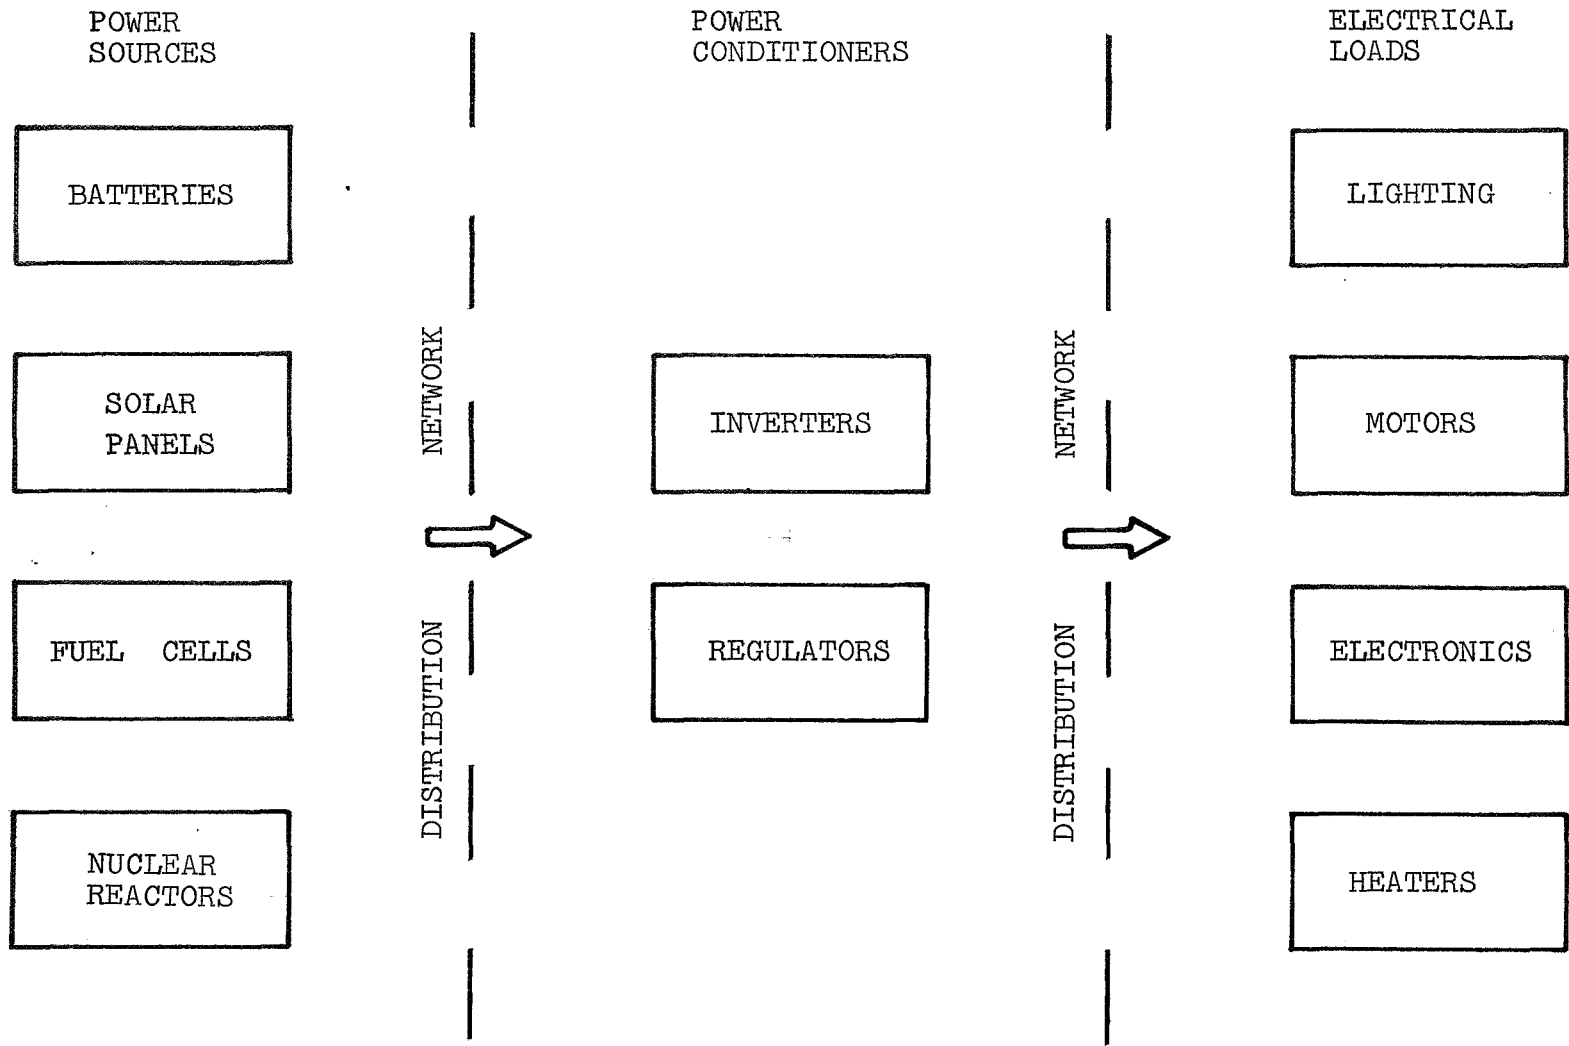 POWER
SOURCES
BATTERIES
SOLAR
PANELS
FUEL CELLS
NUCLEAR
REACTORS
DISTRIBUTION NETWORK
POWER
CONDITIONERS
INVERTERS
REGULATORS
DISTRIBUTION NETWORK
ELECTRICAL
LOADS
LIGHTING
MOTORS
ELECTRONICS
HEATERS